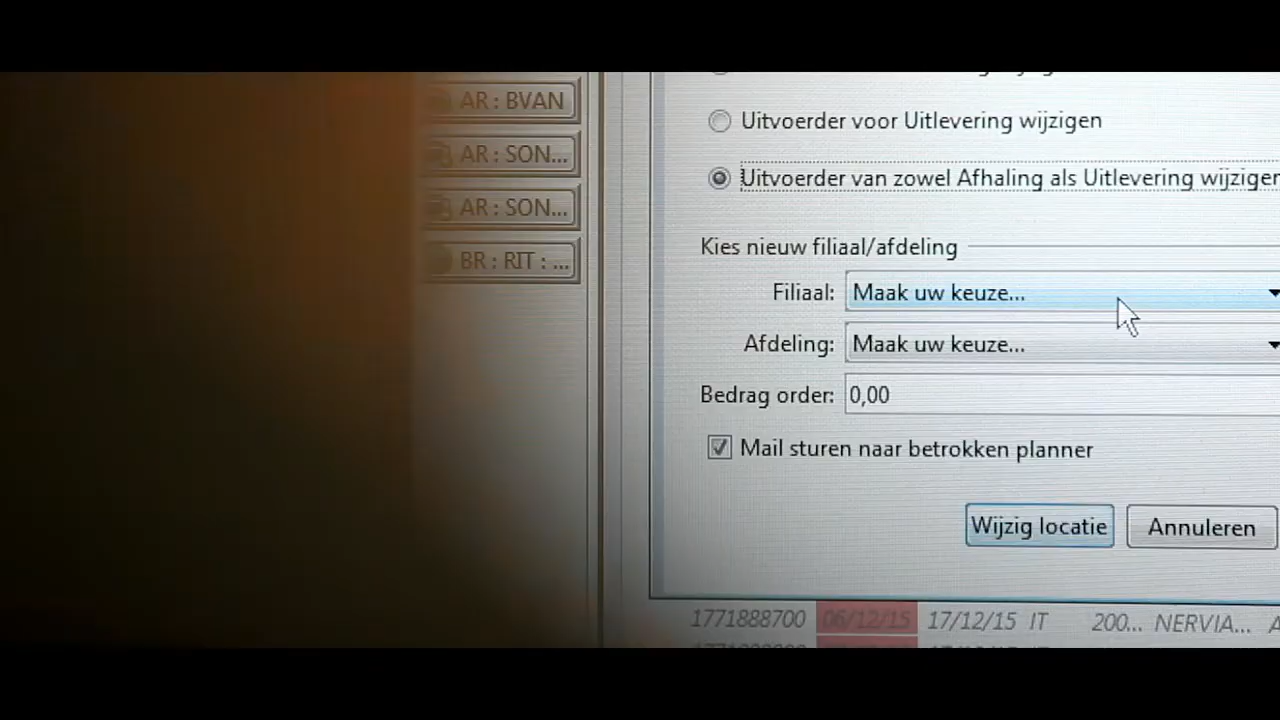 AR : BVAN
AR : SON...
AR : SON...
BR : RIT : ...
Uitvoerder voor Uitlevering wijzigen
Uitvoerder van zowel Afhaling als Uitlevering wijzigen
Kies nieuw filiaal/afdeling
Filiaal: Maak uw keuze...
Afdeling: Maak uw keuze...
Bedrag order: 0,00
Mail sturen naar betrokken planner
Wijzig locatie Annuleren
1771888700 06/12/15 17/12/15 IT 200... NERVIA... A